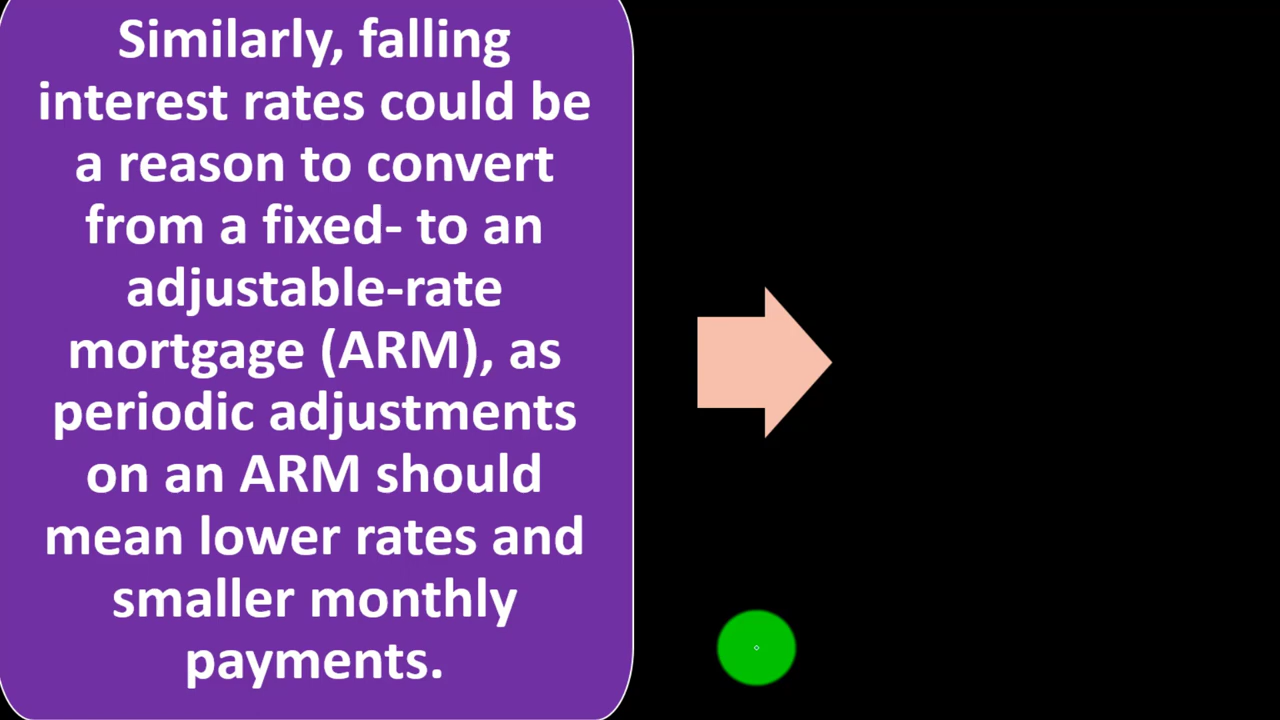 Similarly, falling
interest rates could be
a reason to convert
from a fixed- to an
adjustable-rate
mortgage (ARM), as
periodic adjustments
on an ARM should
mean lower rates and
smaller monthly
payments.